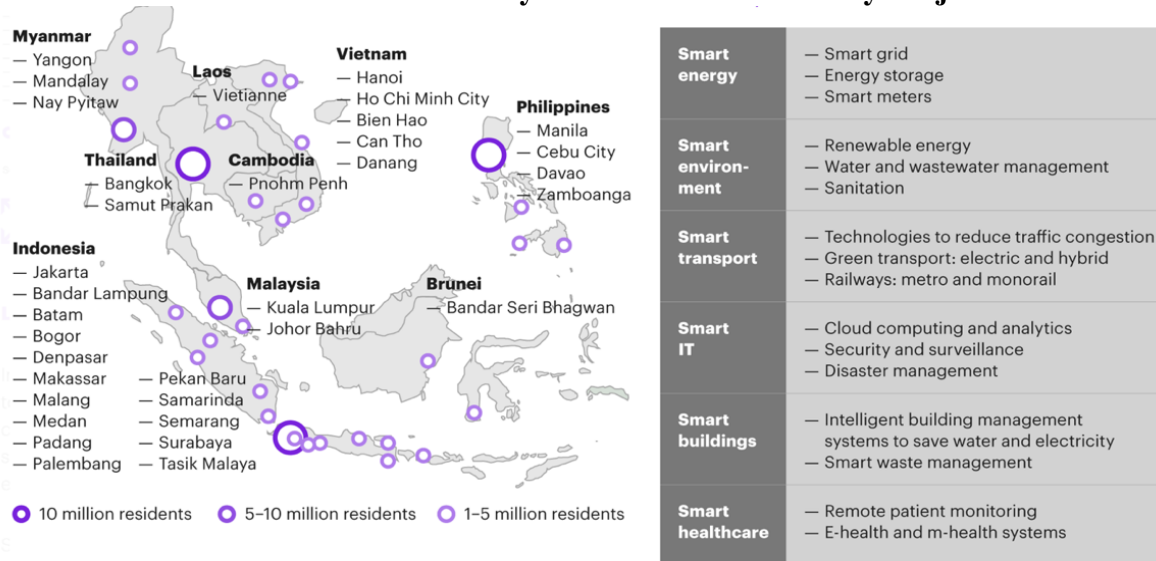 Myanmar
— Yangon
— Mandalay
— Nay Pyitaw
Laos
— Vietianne
Vietnam
— Hanoi
— Ho Chi Minh City
— Bien Hao
— Can Tho
— Danang
Philippines
— Manila
— Cebu City
— Davao
— Zamboanga
Thailand
— Bangkok
— Samut Prakan
Cambodia
— Pnohm Penh
Indonesia
— Jakarta
— Bandar Lampung
— Batam
— Bogor
— Denpasar
— Makassar
— Malang
— Medan
— Padang
— Palembang
— Pekan Baru
— Samarinda
— Semarang
— Surabaya
— Tasik Malaya
Malaysia
— Kuala Lumpur
— Johor Bahru
Brunei
— Bandar Seri Bhagwan
10 million residents
5–10 million residents
1–5 million residents
Smart
energy
— Smart grid
— Energy storage
— Smart meters
Smart
environ-
ment
— Renewable energy
— Water and wastewater management
— Sanitation
Smart
transport
— Technologies to reduce traffic congestion
— Green transport: electric and hybrid
— Railways: metro and monorail
Smart
IT
— Cloud computing and analytics
— Security and surveillance
— Disaster management
Smart
buildings
— Intelligent building management
systems to save water and electricity
— Smart waste management
Smart
healthcare
— Remote patient monitoring
— E-health and m-health systems